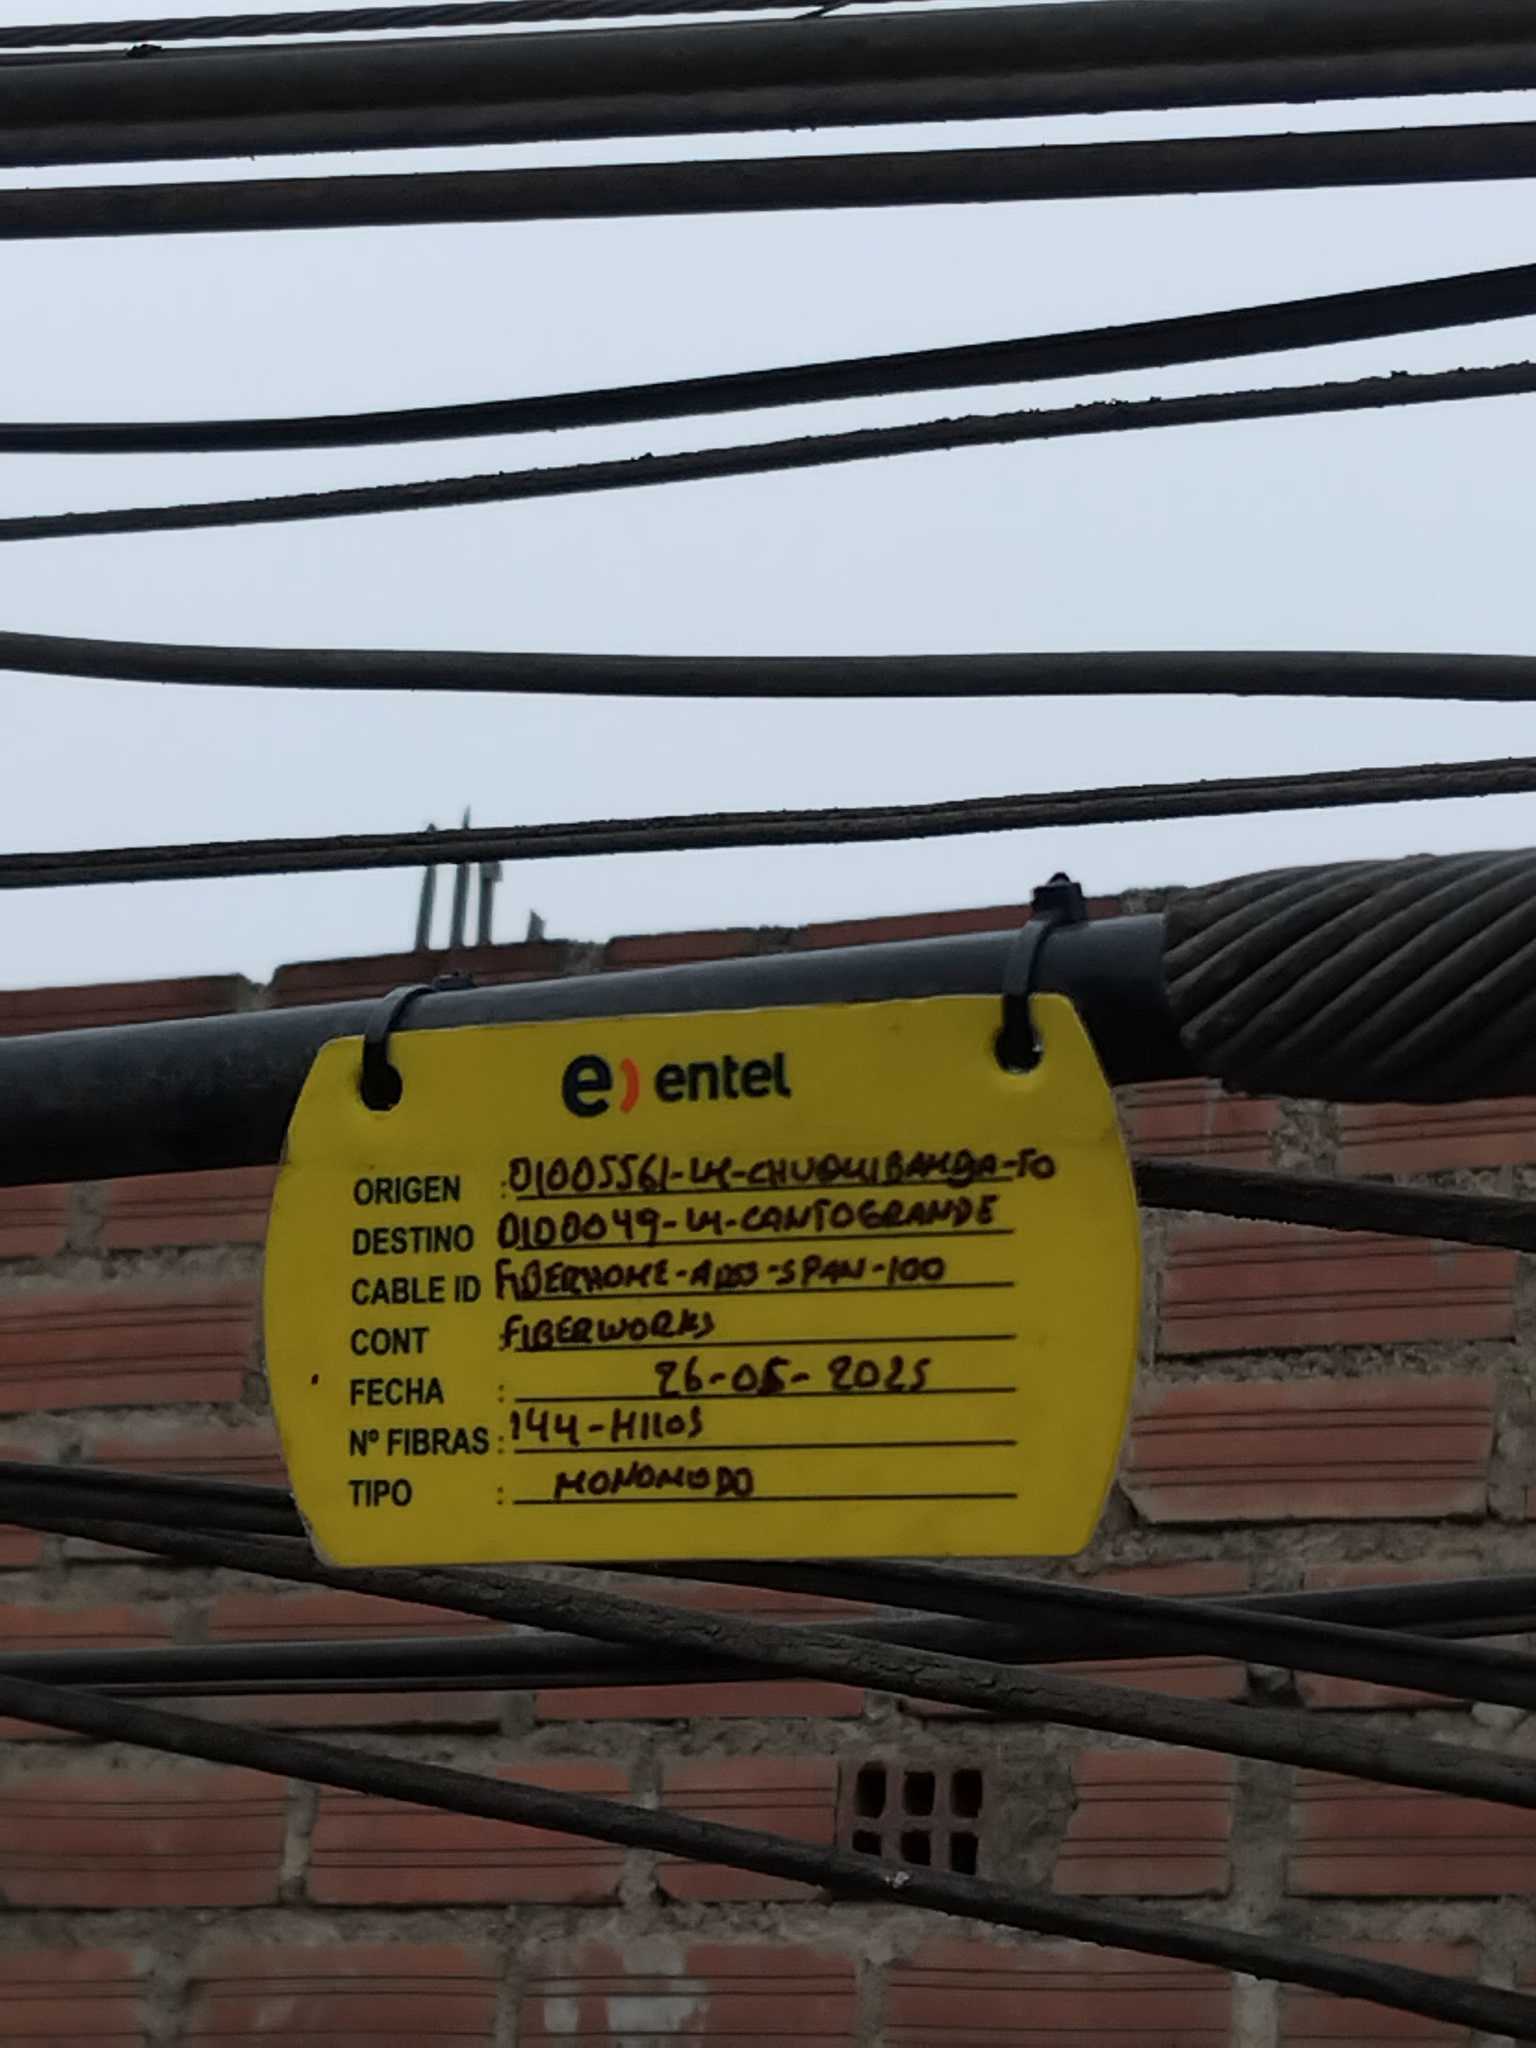 e) entel
ORIGEN : 01005561-LM-CHUQUIBAMBA-FO
DESTINO 0100049-LM-CANTOGRANDE
CABLE ID FIBERHOME-ADSS-SPAN-100
CONT : FIBERWORKS
FECHA : 26-05-2025
Nº FIBRAS : 144-HILOS
TIPO : MONOMODO